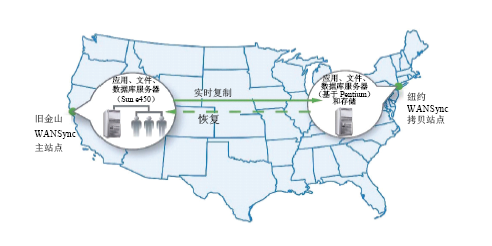 应用、文件、
数据库服务器
(Sun e450)
实时复制
恢复
应用、文件、
数据库服务器
(基于 Pentium)
和存储
旧金山
WANSync
主站点
纽约
WANSync
拷贝站点